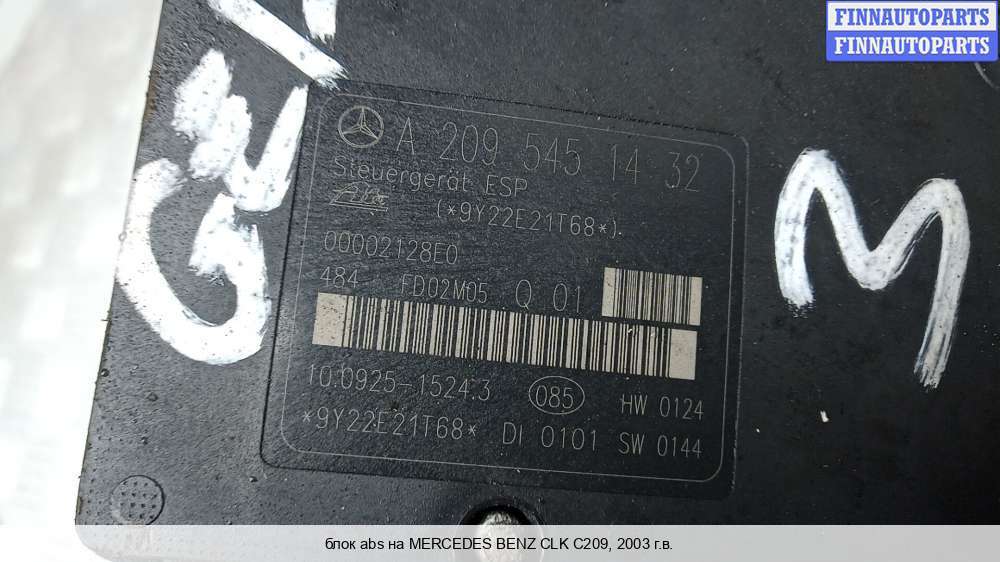 FINNAUTOPARTS
FINNAUTOPARTS
A 209 545 14 32
Steuergerät ESP
Ate
(*9Y22E21T68*)
00002128E0
484 FD02M05 Q 01
10.0925-1524.3 085 HW 0124
*9Y22E21T68* DI 0101 SW 0144
M
блок abs на MERCEDES BENZ CLK C209, 2003 г.в.